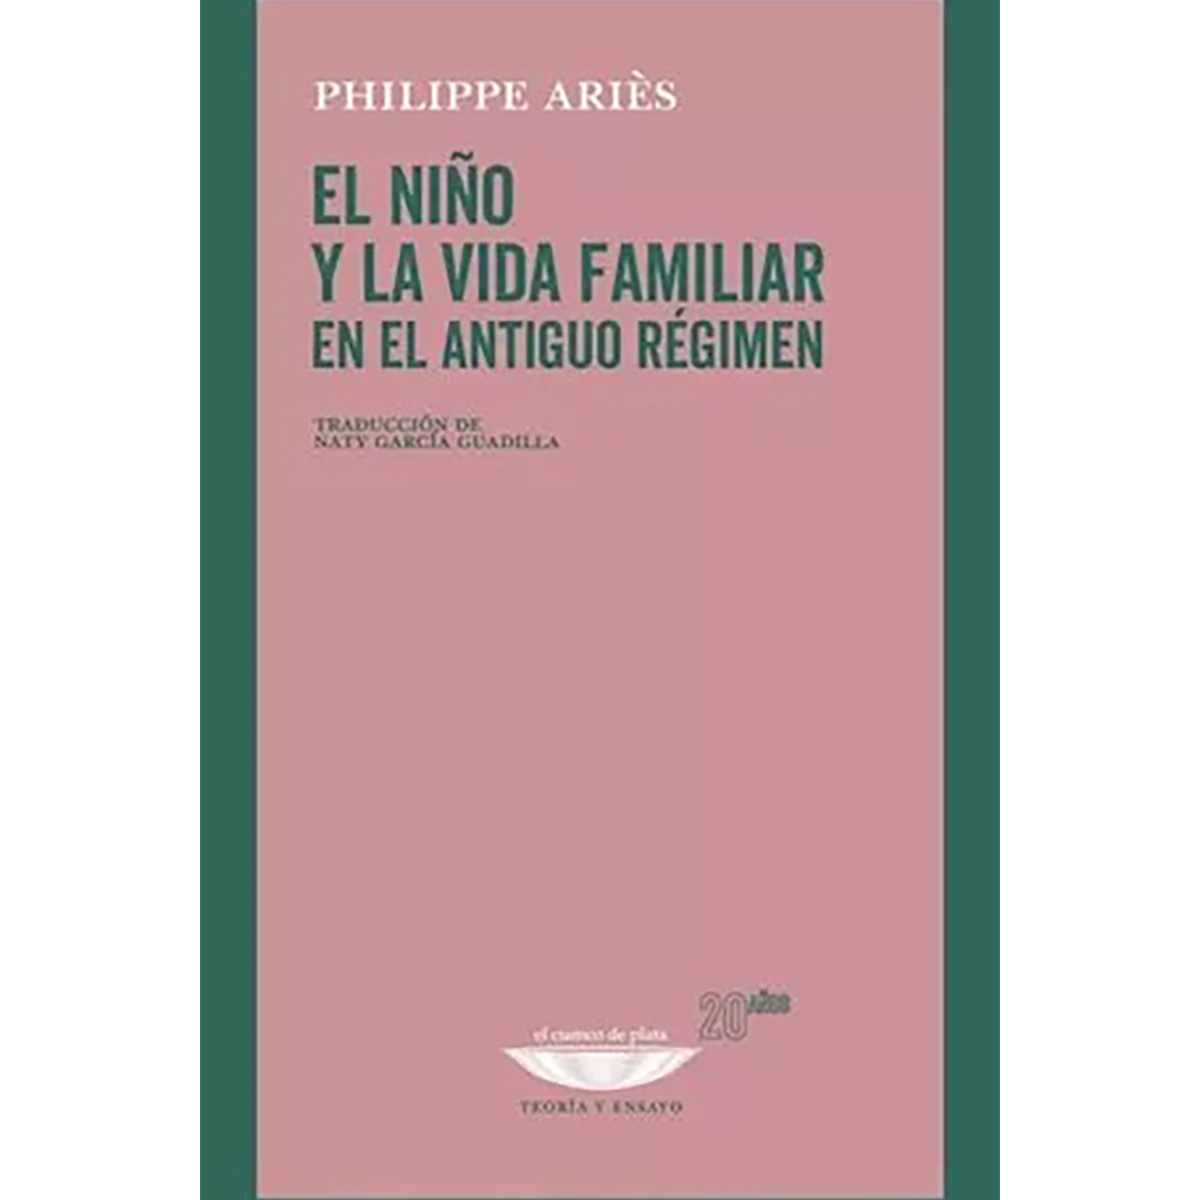 PHILIPPE ARIÈS
EL NIÑO
Y LA VIDA FAMILIAR
EN EL ANTIGUO RÉGIMEN
TRADUCCIÓN DE
NATY GARCÍA GUADILLA
20 AÑOS
el cuenco de plata
TEORÍA Y ENSAYO